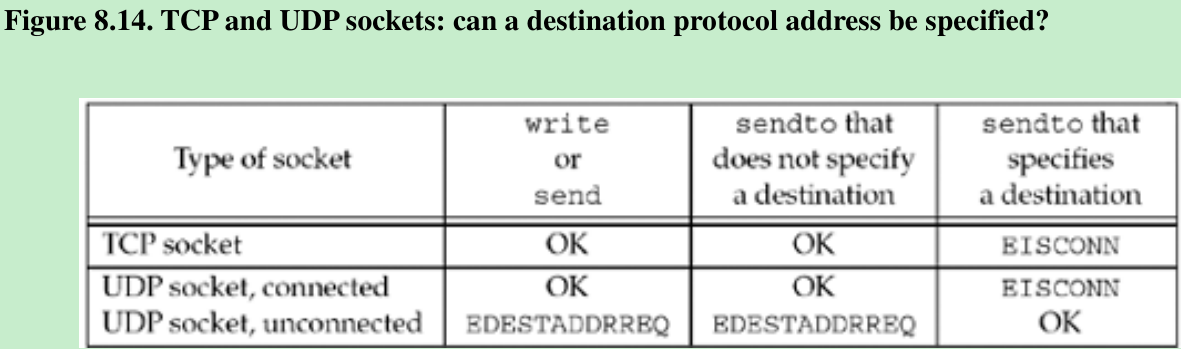 Figure 8.14. TCP and UDP sockets: can a destination protocol address be specified?
Type of socket
write
or
send
sendto that
does not specify
a destination
sendto that
specifies
a destination
TCP socket OK OK EISCONN
UDP socket, connected OK OK EISCONN
UDP socket, unconnected EDESTADDRREQ EDESTADDRREQ OK